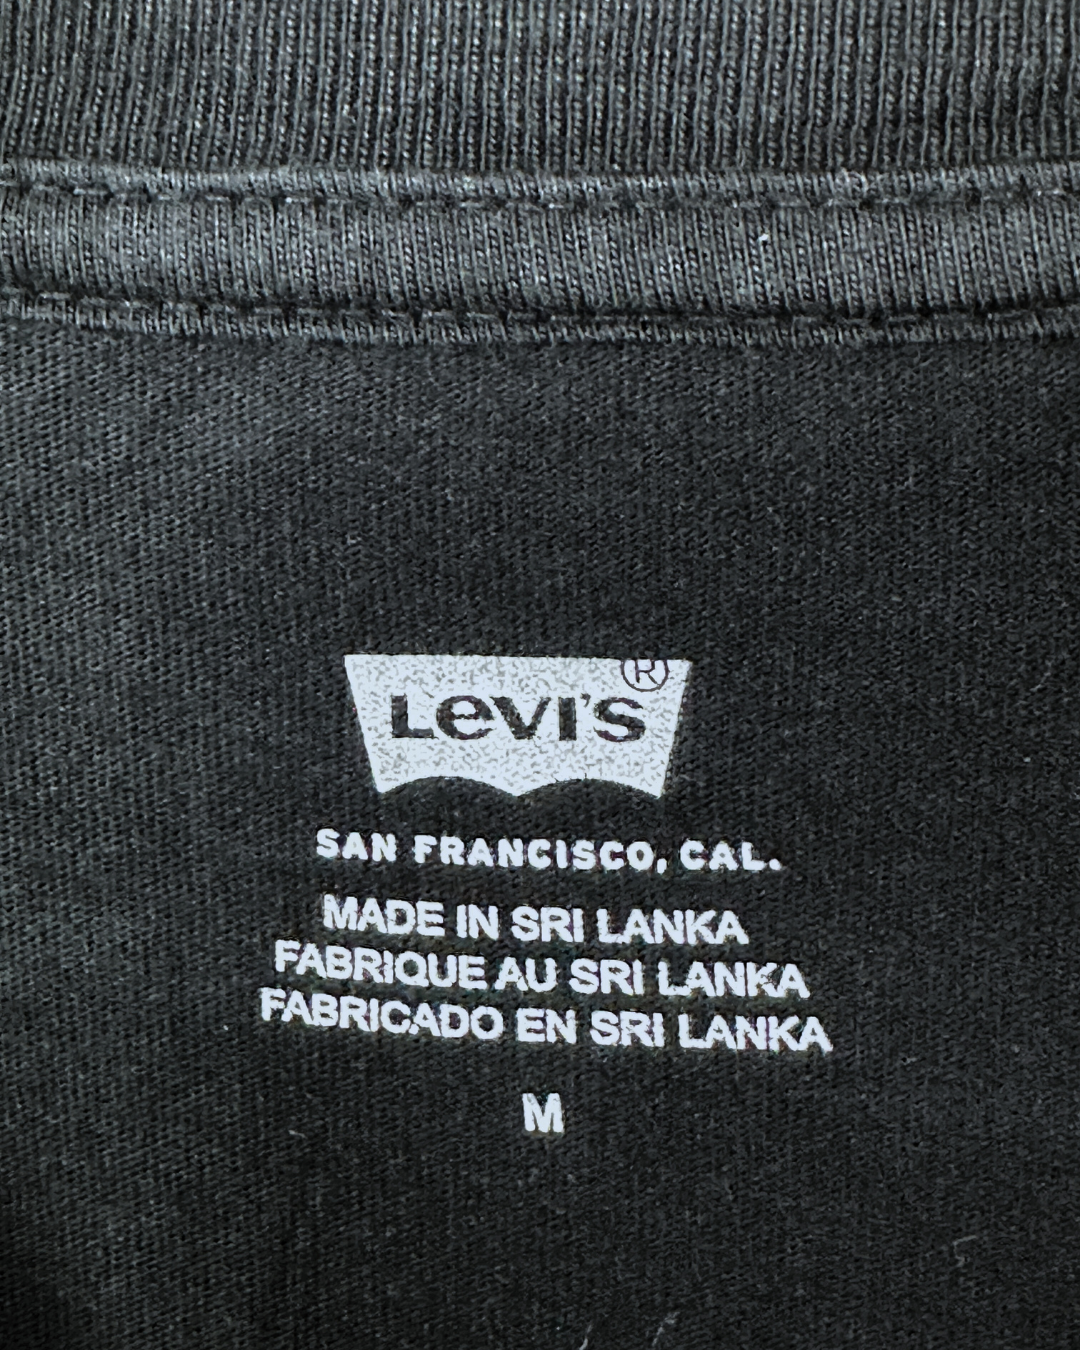 Levi's®
SAN FRANCISCO, CAL.
MADE IN SRI LANKA
FABRIQUE AU SRI LANKA
FABRICADO EN SRI LANKA
M